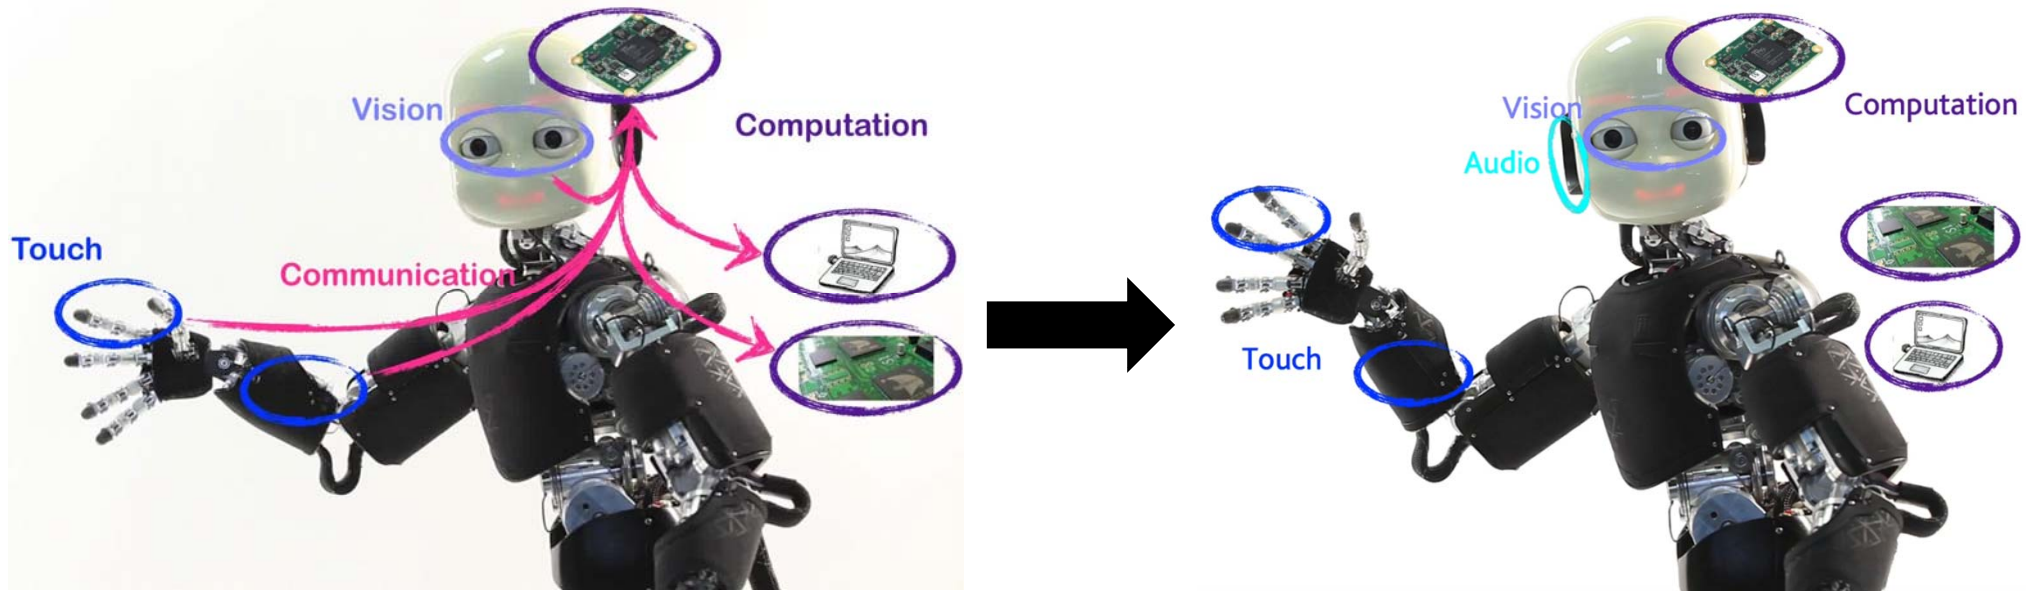 Vision
Computation
Touch
Communication
Vision
Computation
Audio
Touch